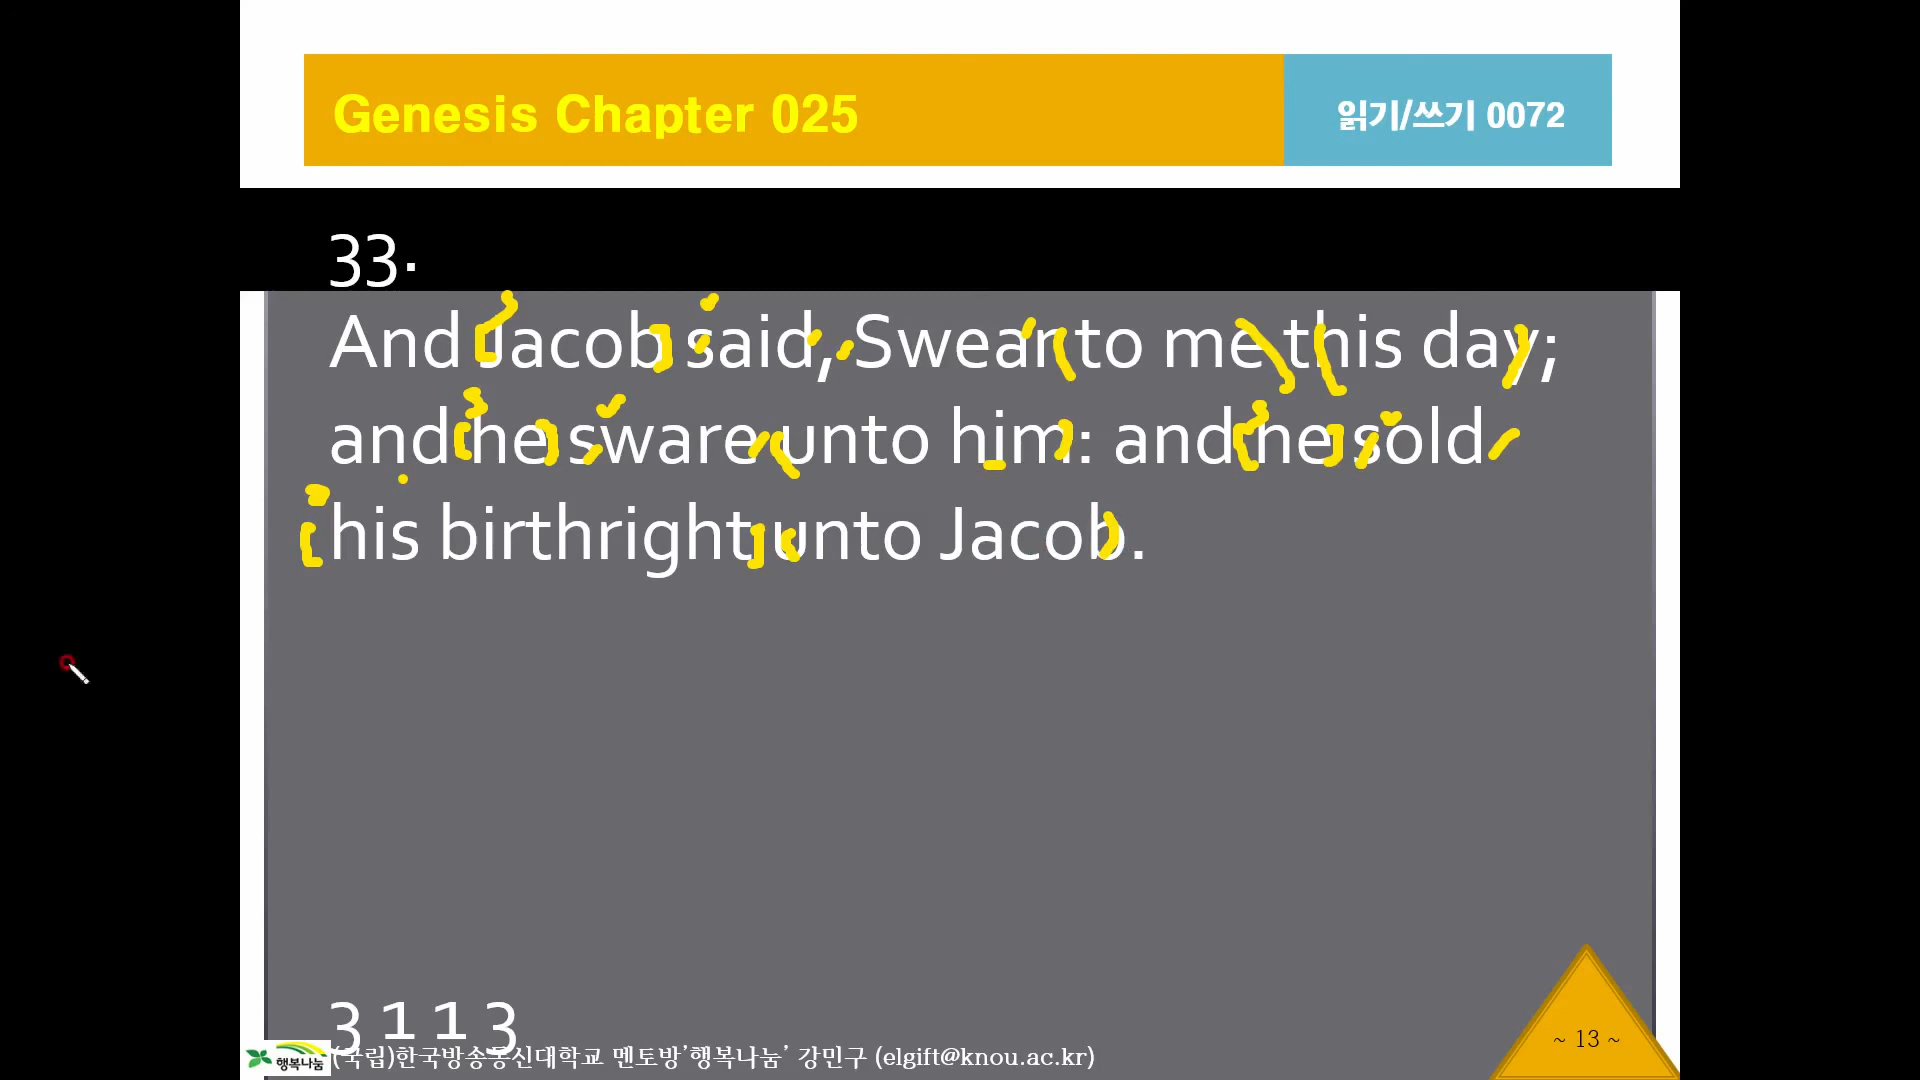 Genesis Chapter 025
읽기/쓰기 0072
33.
And Jacob said, Swear to me this day;
and he sware unto him: and he sold
his birthright unto Jacob.
3 1 1 3
행복나눔 (국립)한국방송통신대학교 멘토방'행복나눔' 강민구 (elgift@knou.ac.kr)
~ 13 ~